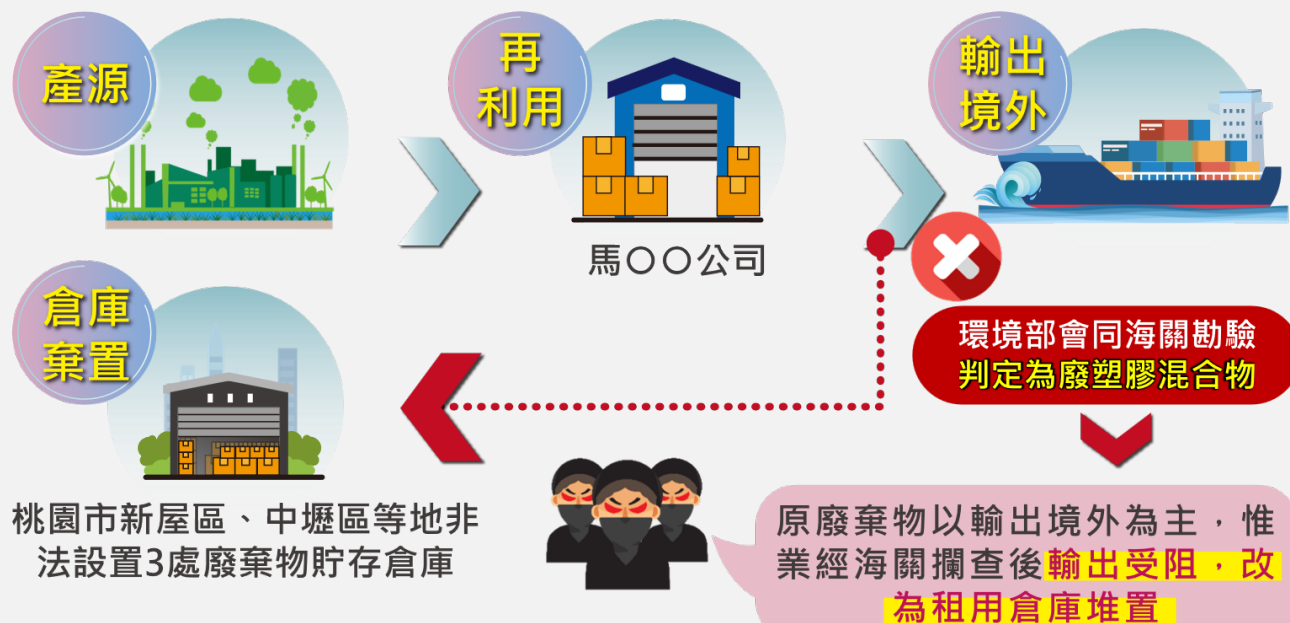 產源
再
利用
輸出
境外
馬○○公司
環境部會同海關勘驗
判定為廢塑膠混合物
倉庫
棄置
桃園市新屋區、中壢區等地非
法設置3處廢棄物貯存倉庫
原廢棄物以輸出境外為主，惟
業經海關攔查後輸出受阻，改
為租用倉庫堆置